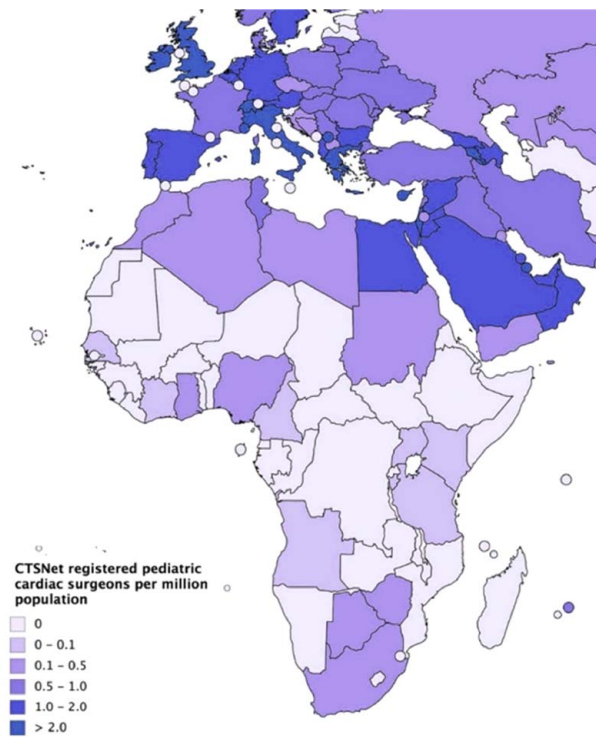 CTSNet registered pediatric
cardiac surgeons per million
population
0
0 – 0.1
0.1 – 0.5
0.5 – 1.0
1.0 – 2.0
> 2.0